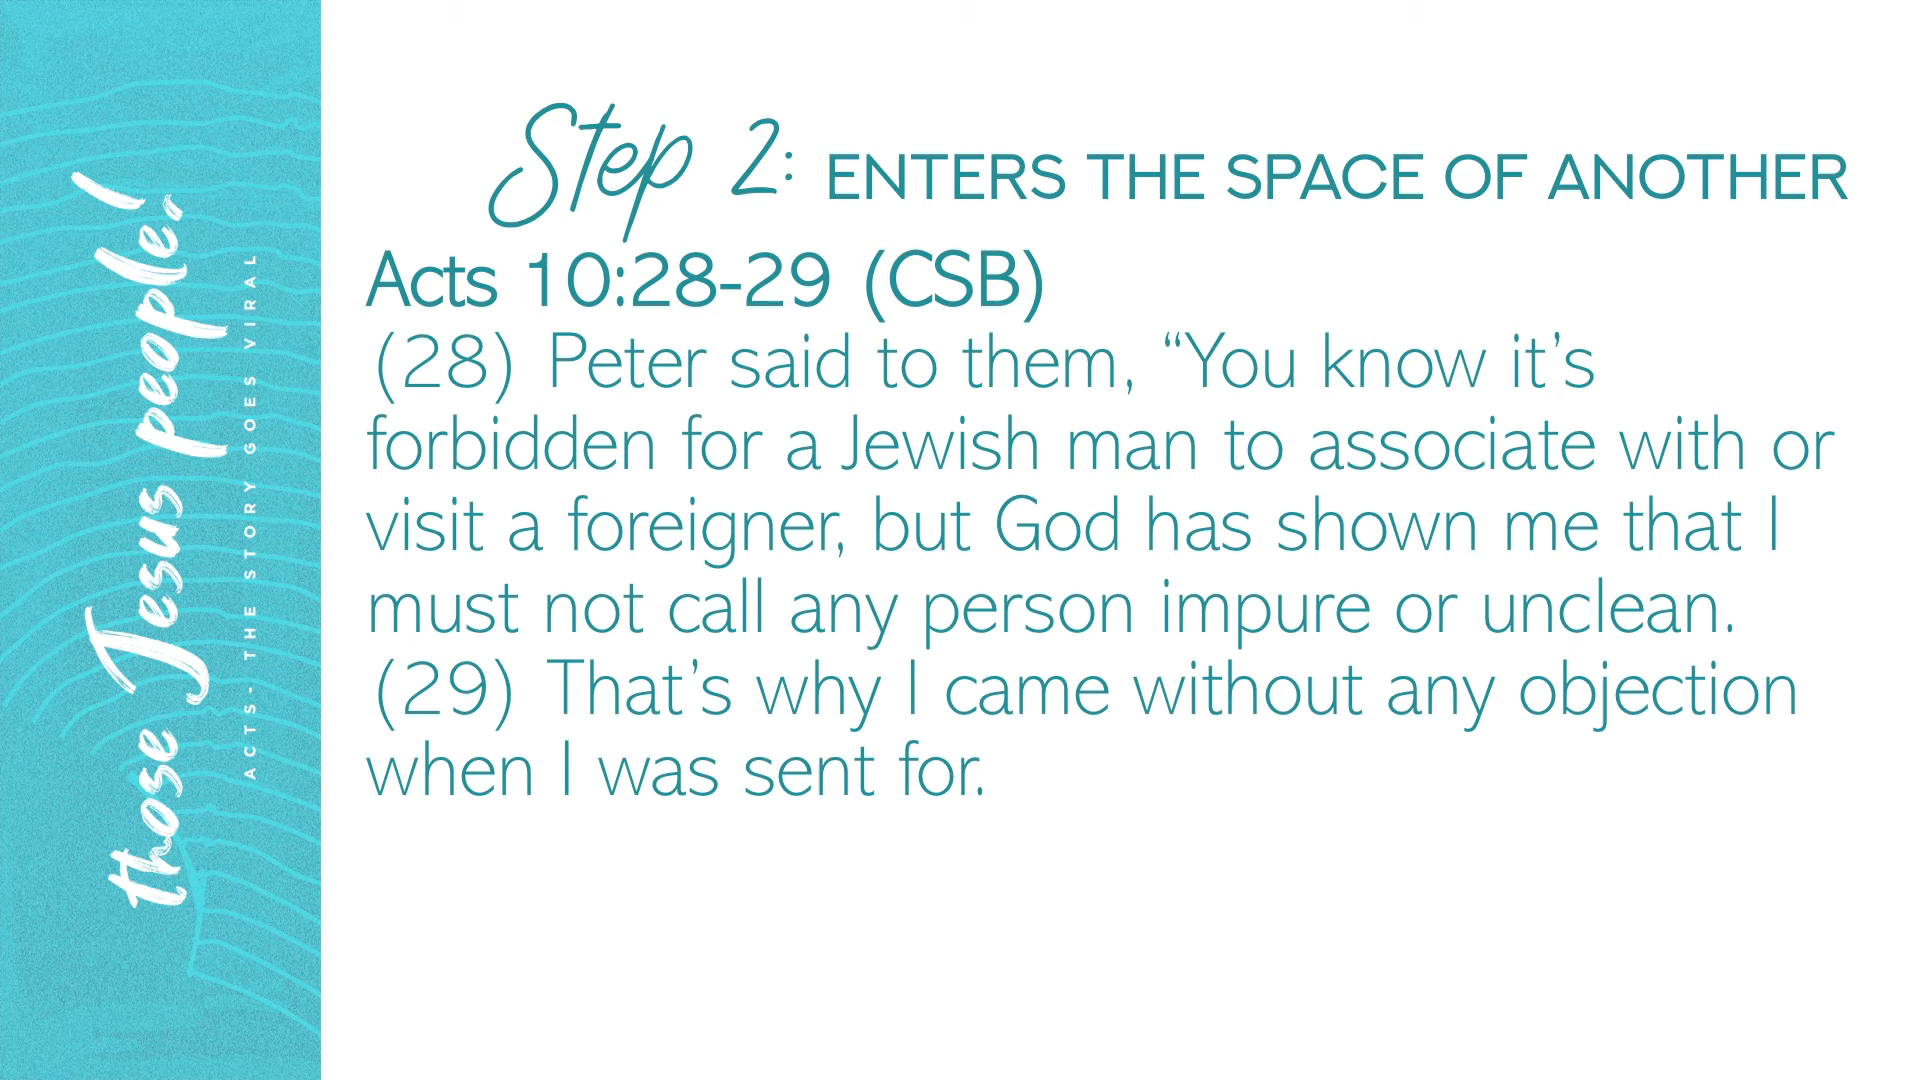 those Jesus people!
ACTS- THE STORY GOES VIRAL
Step 2: ENTERS THE SPACE OF ANOTHER
Acts 10:28-29 (CSB)
(28) Peter said to them, “You know it’s
forbidden for a Jewish man to associate with or
visit a foreigner, but God has shown me that I
must not call any person impure or unclean.
(29) That’s why I came without any objection
when I was sent for.